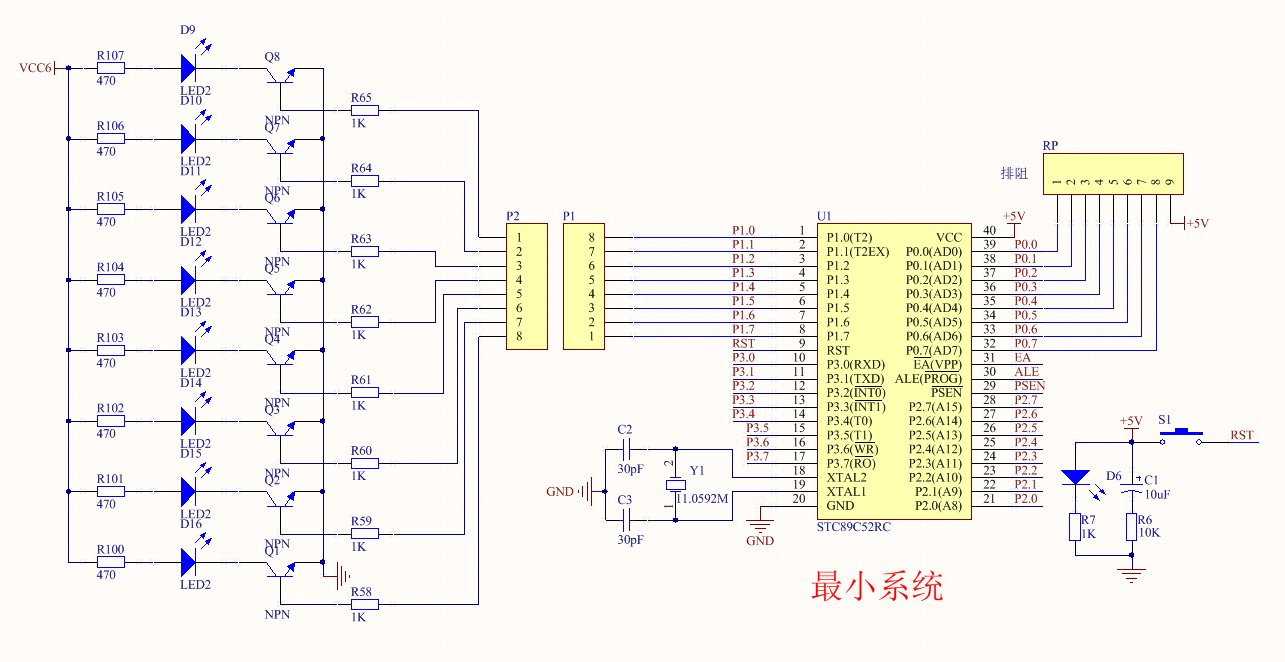 D9
R107
Q8
VCC6
470
LED2
D10
R65
NPN
1K
R106
Q7
470
LED2
D11
R64
NPN
1K
R105
Q6
470
LED2
D12
R63
NPN
1K
R104
Q5
470
LED2
D13
R62
NPN
1K
R103
Q4
470
LED2
D14
R61
NPN
1K
R102
Q3
470
LED2
D15
R60
NPN
1K
R101
Q2
470
LED2
D16
R59
NPN
1K
R100
Q1
470
LED2
R58
NPN
1K
P2
1
2
3
4
5
6
7
8
P1
8
7
6
5
4
3
2
1
U1
P1.0 1 P1.0(T2)
P1.1 2 P1.1(T2EX)
P1.2 3 P1.2
P1.3 4 P1.3
P1.4 5 P1.4
P1.5 6 P1.5
P1.6 7 P1.6
P1.7 8 P1.7
RST 9 RST
P3.0 10 P3.0(RXD)
P3.1 11 P3.1(TXD)
P3.2 12 P3.2(INT0)
P3.3 13 P3.3(INT1)
P3.4 14 P3.4(T0)
P3.5 15 P3.5(T1)
P3.6 16 P3.6(WR)
P3.7 17 P3.7(RO)
18 XTAL2
19 XTAL1
20 GND
VCC 40 +5V
P0.0(AD0) 39 P0.0
P0.1(AD1) 38 P0.1
P0.2(AD2) 37 P0.2
P0.3(AD3) 36 P0.3
P0.4(AD4) 35 P0.4
P0.5(AD5) 34 P0.5
P0.6(AD6) 33 P0.6
P0.7(AD7) 32 P0.7
EA(VPP) 31 EA
ALE(PROG) 30 ALE
PSEN 29 PSEN
P2.7(A15) 28 P2.7
P2.6(A14) 27 P2.6
P2.5(A13) 26 P2.5
P2.4(A12) 25 P2.4
P2.3(A11) 24 P2.3
P2.2(A10) 23 P2.2
P2.1(A9) 22 P2.1
P2.0(A8) 21 P2.0
STC89C52RC
GND
C2
30pF
GND
2
Y1
11.0592M
1
C3
30pF
RP
排阻
1 2 3 4 5 6 7 8 9
+5V
+5V
S1
RST
D6
+
C1
10uF
R7
1K
R6
10K
最小系统